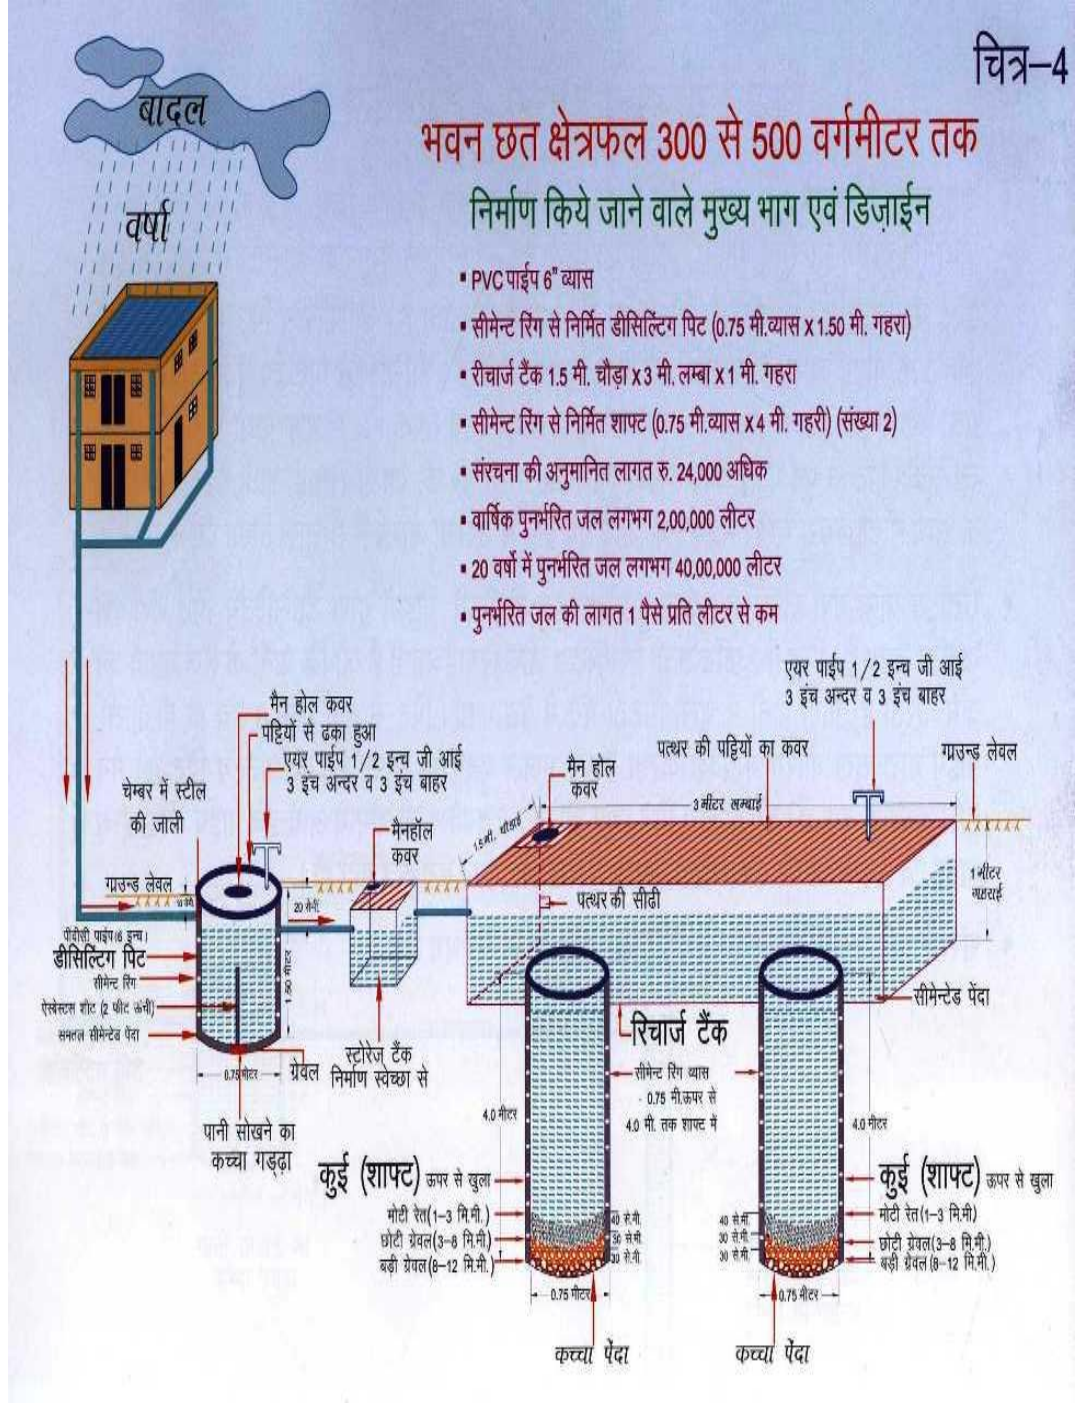 चित्र–4
बादल
भवन छत क्षेत्रफल 300 से 500 वर्गमीटर तक
निर्माण किये जाने वाले मुख्य भाग एवं डिज़ाईन
वर्षा
▪ PVC पाईप 6" व्यास
▪ सीमेन्ट रिंग से निर्मित डीसिल्टिग पिट (0.75 मी.व्यास x 1.50 मी. गहरा)
▪ रीचार्ज टैंक 1.5 मी. चौड़ा x 3 मी. लम्बा x 1 मी. गहरा
▪ सीमेन्ट रिंग से निर्मित शाफ्ट (0.75 मी.व्यास x 4 मी. गहरी) (संख्या 2)
▪ संरचना की अनुमानित लागत रु. 24,000 अधिक
▪ वार्षिक पुनर्भरित जल लगभग 2,00,000 लीटर
▪ 20 वर्षो में पुनर्भरित जल लगभग 40,00,000 लीटर
▪ पुनर्भरित जल की लागत 1 पैसे प्रति लीटर से कम
एयर पाईप 1/2 इन्च जी आई
3 इंच अन्दर व 3 इंच बाहर
मैन होल कवर
पट्टियों से ढका हुआ
एयर पाईप 1/2 इन्च जी आई
3 इंच अन्दर व 3 इंच बाहर
पत्थर की पट्टियों का कवर
ग्राउन्ड लेवल
मैन होल
कवर
चेम्बर में स्टील
की जाली
3 मीटर लम्बाई
1.5 मी. चौड़ाई
मैनहॉल
कवर
1 मीटर
गहराई
ग्राउन्ड लेवल
20 से.मी.
पत्थर की सीढी
पीवीसी पाईप(6 इन्च)
डीसिल्टिंग पिट
सीमेन्ट रिंग
1.50 मीटर
ऐस्बेस्टस शीट (2 फीट ऊंची)
समतल सीमेन्टेड पेंदा
सीमेन्टेड पेंदा
रिचार्ज टैंक
0.75 मीटर
ग्रेवल
स्टोरेज टैंक
निर्माण स्वेच्छा से
सीमेन्ट रिंग व्यास
0.75 मी.ऊपर से
4.0 मी. तक शाफ्ट में
4.0 मीटर
4.0 मीटर
पानी सोखने का
कच्चा गड्ढ़ा
कुई (शाफ्ट) ऊपर से खुला
मोटी रेत(1–3 मि.मी.)
छोटी ग्रेवल(3–8 मि.मी.)
बड़ी ग्रेवल(8–12 मि.मी.)
40 से.मी.
30 से.मी.
30 से.मी.
40 से.मी.
30 से.मी.
30 से.मी.
कुई (शाफ्ट) ऊपर से खुला
मोटी रेत(1–3 मि.मी)
छोटी ग्रेवल(3–8 मि.मी.)
बड़ी ग्रेवल (8–12 मि.मी.)
0.75 मीटर
0.75 मीटर
कच्चा पेंदा
कच्चा पेंदा